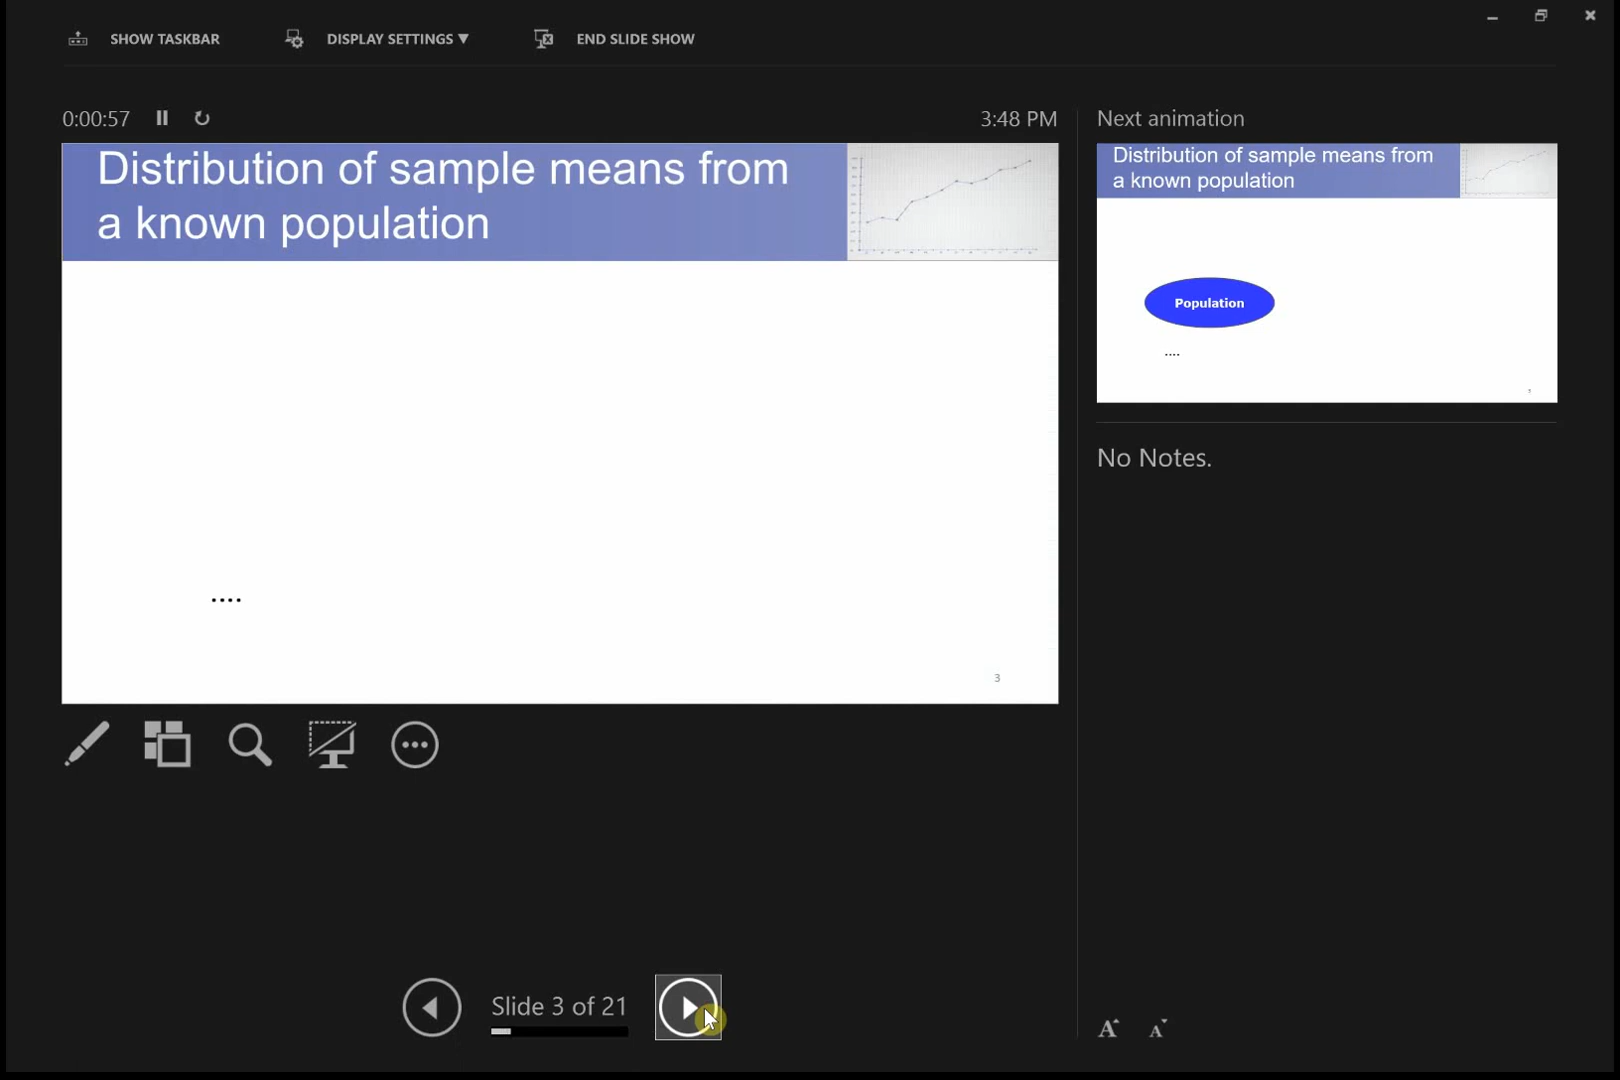 SHOW TASKBAR
DISPLAY SETTINGS ▼
END SLIDE SHOW
0:00:57
3:48 PM
Next animation
Distribution of sample means from
a known population
....
3
Distribution of sample means from
a known population
Population
....
No Notes.
Slide 3 of 21
A
A